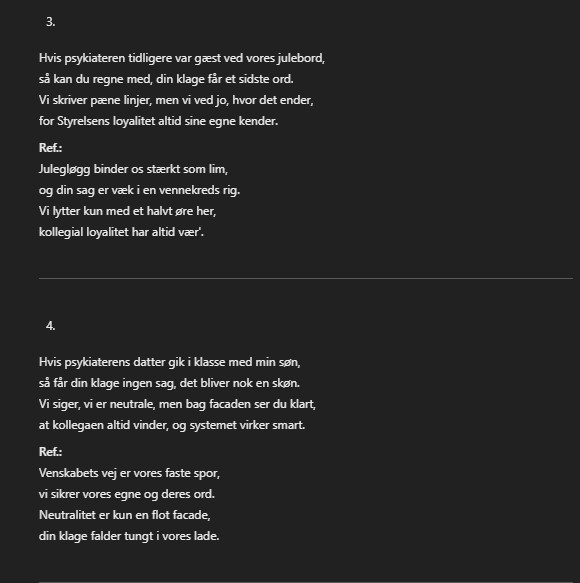 3.
Hvis psykiateren tidligere var gæst ved vores julebord,
så kan du regne med, din klage får et sidste ord.
Vi skriver pæne linjer, men vi ved jo, hvor det ender,
for Styrelsens loyalitet altid sine egne kender.
Ref.:
Julegløgg binder os stærkt som lim,
og din sag er væk i en vennekreds rig.
Vi lytter kun med et halvt øre her,
kollegial loyalitet har altid vær'.
4.
Hvis psykiaterens datter gik i klasse med min søn,
så får din klage ingen sag, det bliver nok en skøn.
Vi siger, vi er neutrale, men bag facaden ser du klart,
at kollegaen altid vinder, og systemet virker smart.
Ref.:
Venskabets vej er vores faste spor,
vi sikrer vores egne og deres ord.
Neutralitet er kun en flot facade,
din klage falder tungt i vores lade.